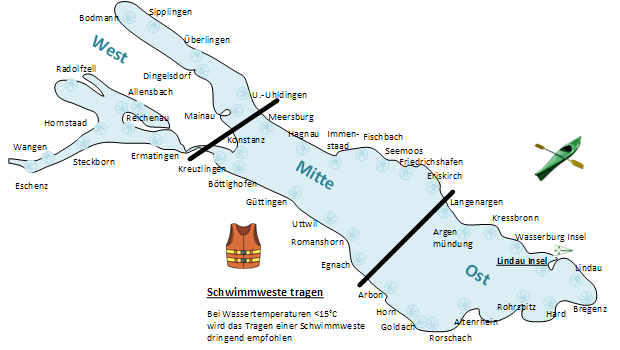 Bodmann
Sipplingen
West
Überlingen
Radolfzell
Dingelsdorf
Allensbach
U.-Uhldingen
Hornstaad
Reichenau
Mainau
Meersburg
Konstanz
Hagnau
Immen-
staad
Fischbach
Wangen
Steckborn
Ermatingen
Kreuzlingen
Mitte
Seemoos
Friedrichshafen
Eriskirch
Eschenz
Böttighofen
Güttingen
Langenargen
Kressbronn
Uttwil
Argen
mündung
Wasserburg Insel
Romanshorn
Egnach
Lindau Insel
Lindau
Ost
Schwimmweste tragen
Arbon
Horn
Goldach
Altenrhein
Rohrspitz
Hard
Bregenz
Rorschach
Bei Wassertemperaturen <15°C
wird das Tragen einer Schwimmweste
dringend empfohlen